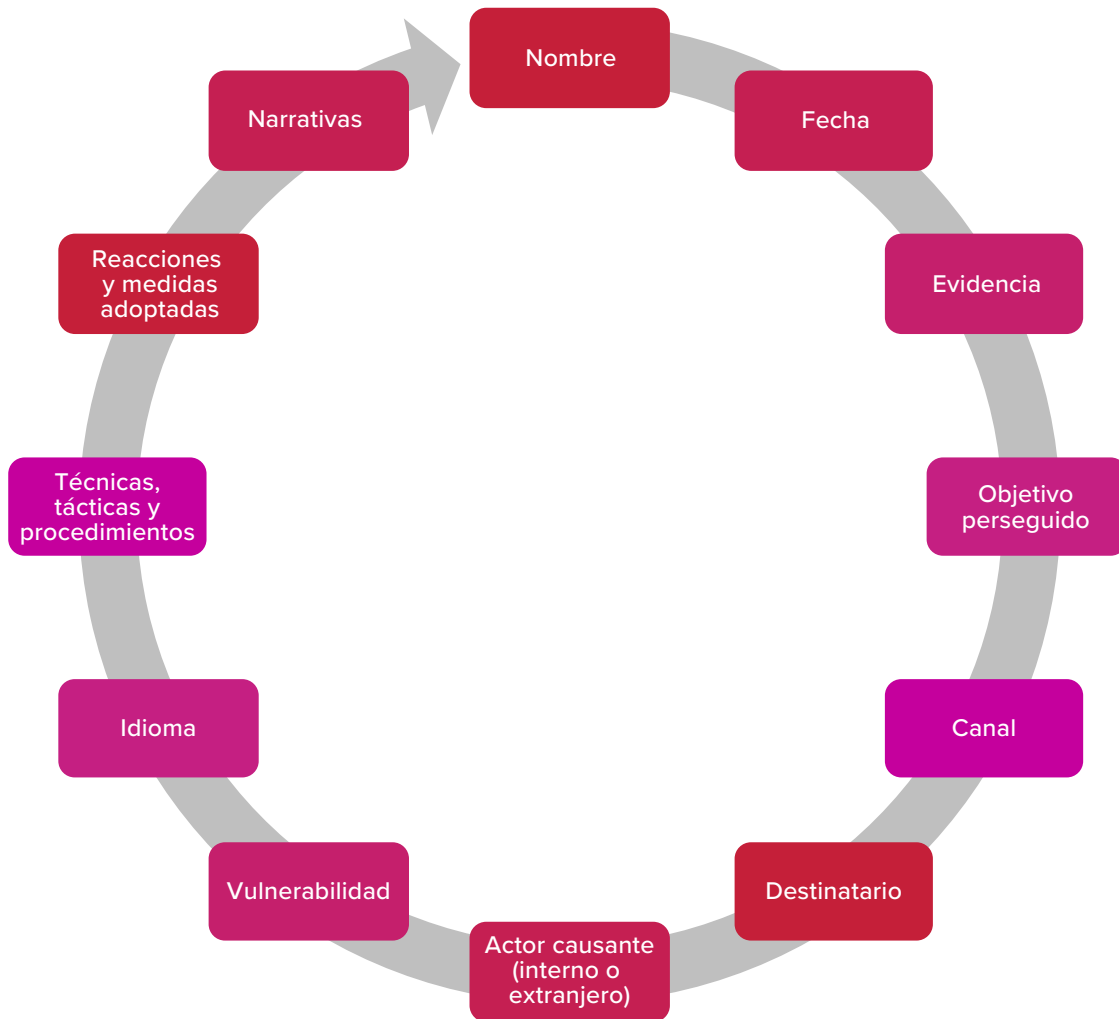 Nombre
Fecha
Evidencia
Objetivo
perseguido
Canal
Destinatario
Actor causante
(interno o
extranjero)
Vulnerabilidad
Idioma
Técnicas,
tácticas y
procedimientos
Reacciones
y medidas
adoptadas
Narrativas